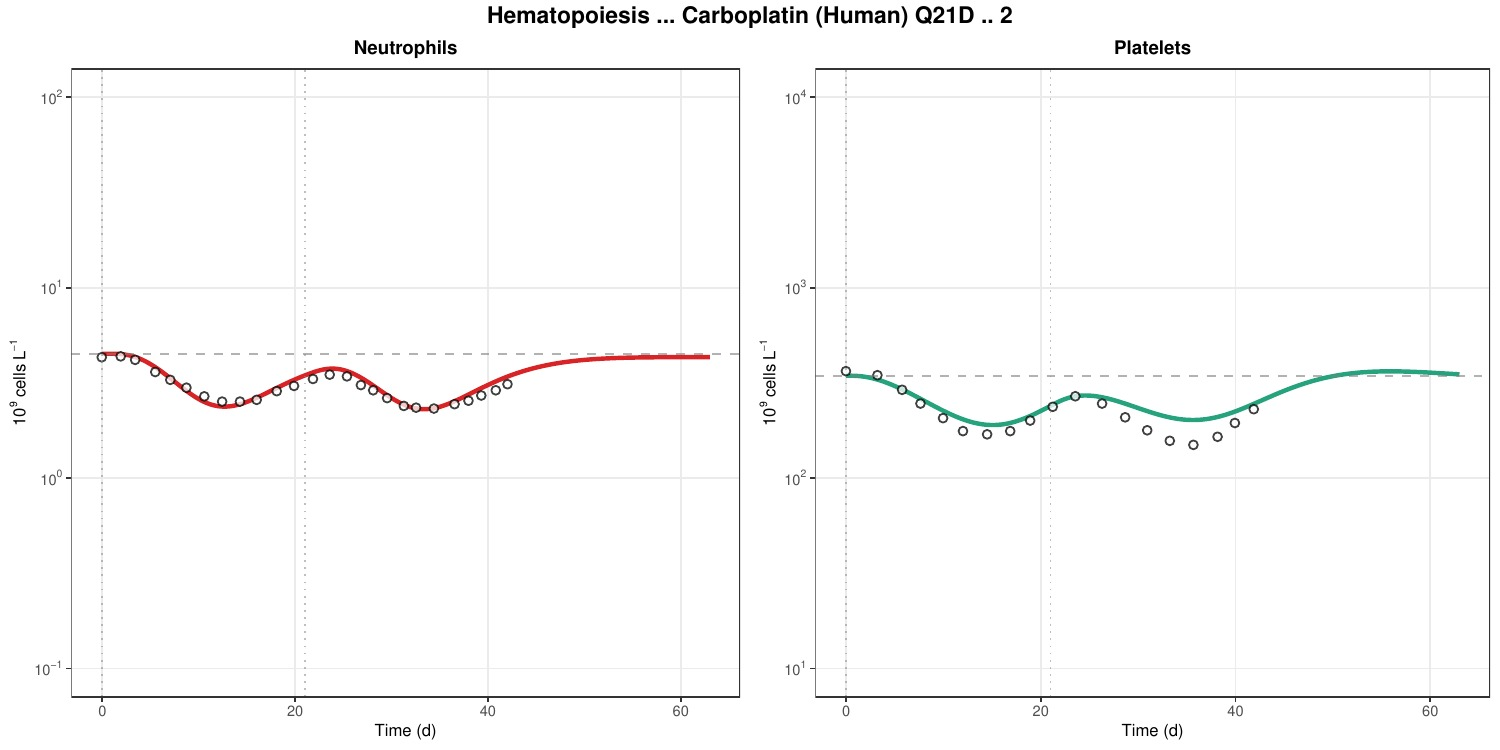 Hematopoiesis ... Carboplatin (Human) Q21D .. 2
Neutrophils
10² 
10¹
10⁰
10⁻¹
10⁹ cells L⁻¹
0 20 40 60
Time (d)
Platelets
10⁴
10³
10²
10¹
10⁹ cells L⁻¹
0 20 40 60
Time (d)